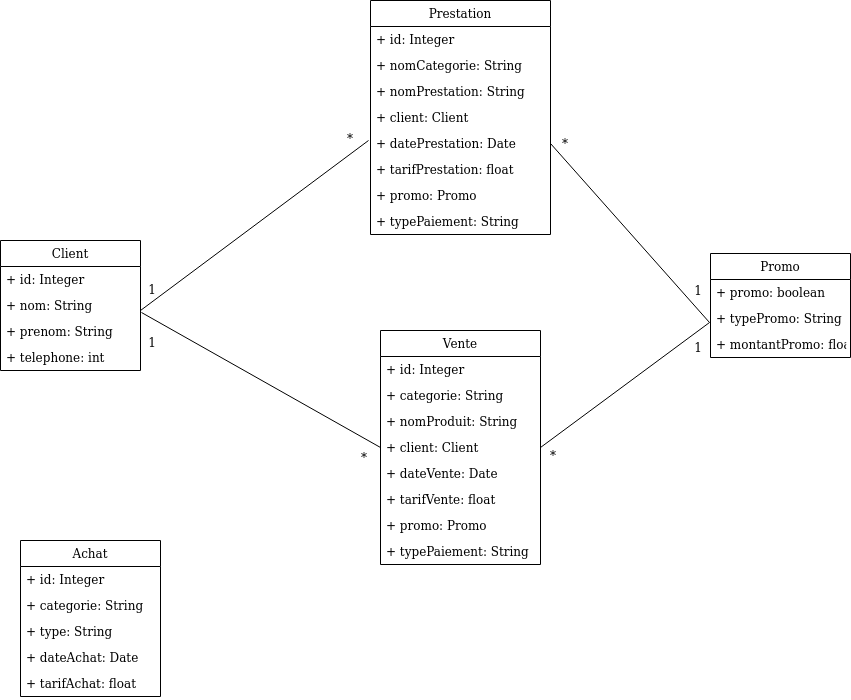 Prestation
+ id: Integer
+ nomCategorie: String
+ nomPrestation: String
+ client: Client
+ datePrestation: Date
+ tarifPrestation: float
+ promo: Promo
+ typePaiement: String
*
*
Client
+ id: Integer
+ nom: String
+ prenom: String
+ telephone: int
1
1
Promo
+ promo: boolean
+ typePromo: String
+ montantPromo: floa
1
1
Vente
+ id: Integer
+ categorie: String
+ nomProduit: String
+ client: Client
+ dateVente: Date
+ tarifVente: float
+ promo: Promo
+ typePaiement: String
*
*
Achat
+ id: Integer
+ categorie: String
+ type: String
+ dateAchat: Date
+ tarifAchat: float